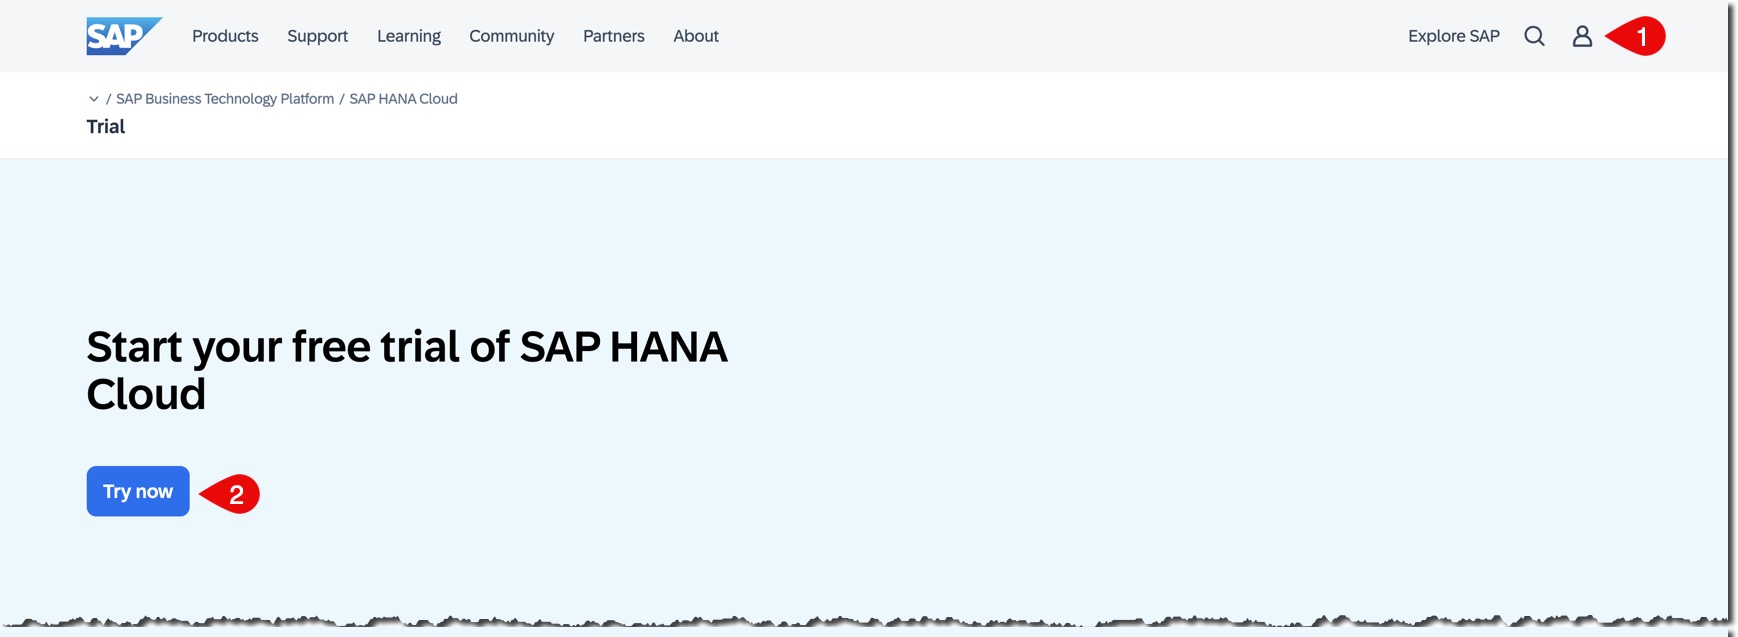 SAP Products Support Learning Community Partners About Explore SAP 1
/ SAP Business Technology Platform / SAP HANA Cloud
Trial
Start your free trial of SAP HANA
Cloud
Try now 2